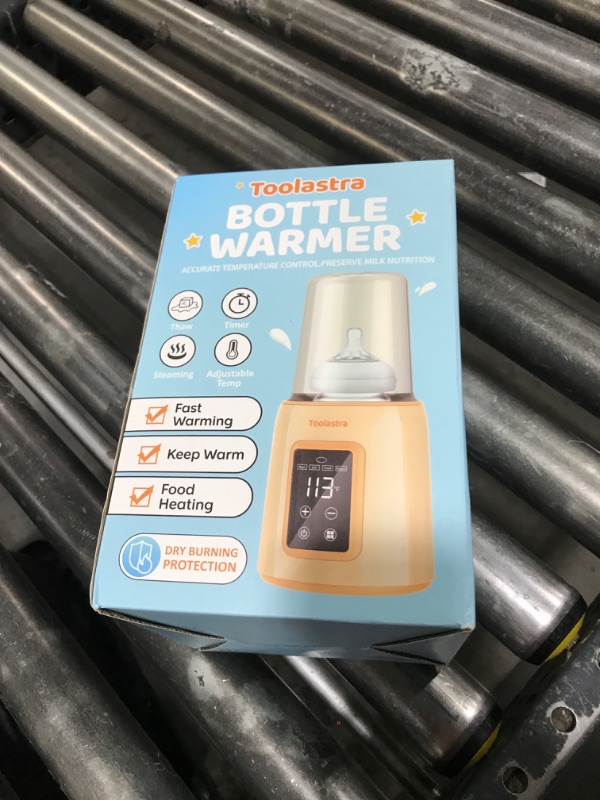 Toolastra
BOTTLE
WARMER
ACCURATE TEMPERATURE CONTROL,PRESERVE MILK NUTRITION
Thaw
Timer
Steaming
Adjustable
Temp
Fast
Warming
Keep Warm
Food
Heating
DRY BURNING
PROTECTION
Toolastra
113